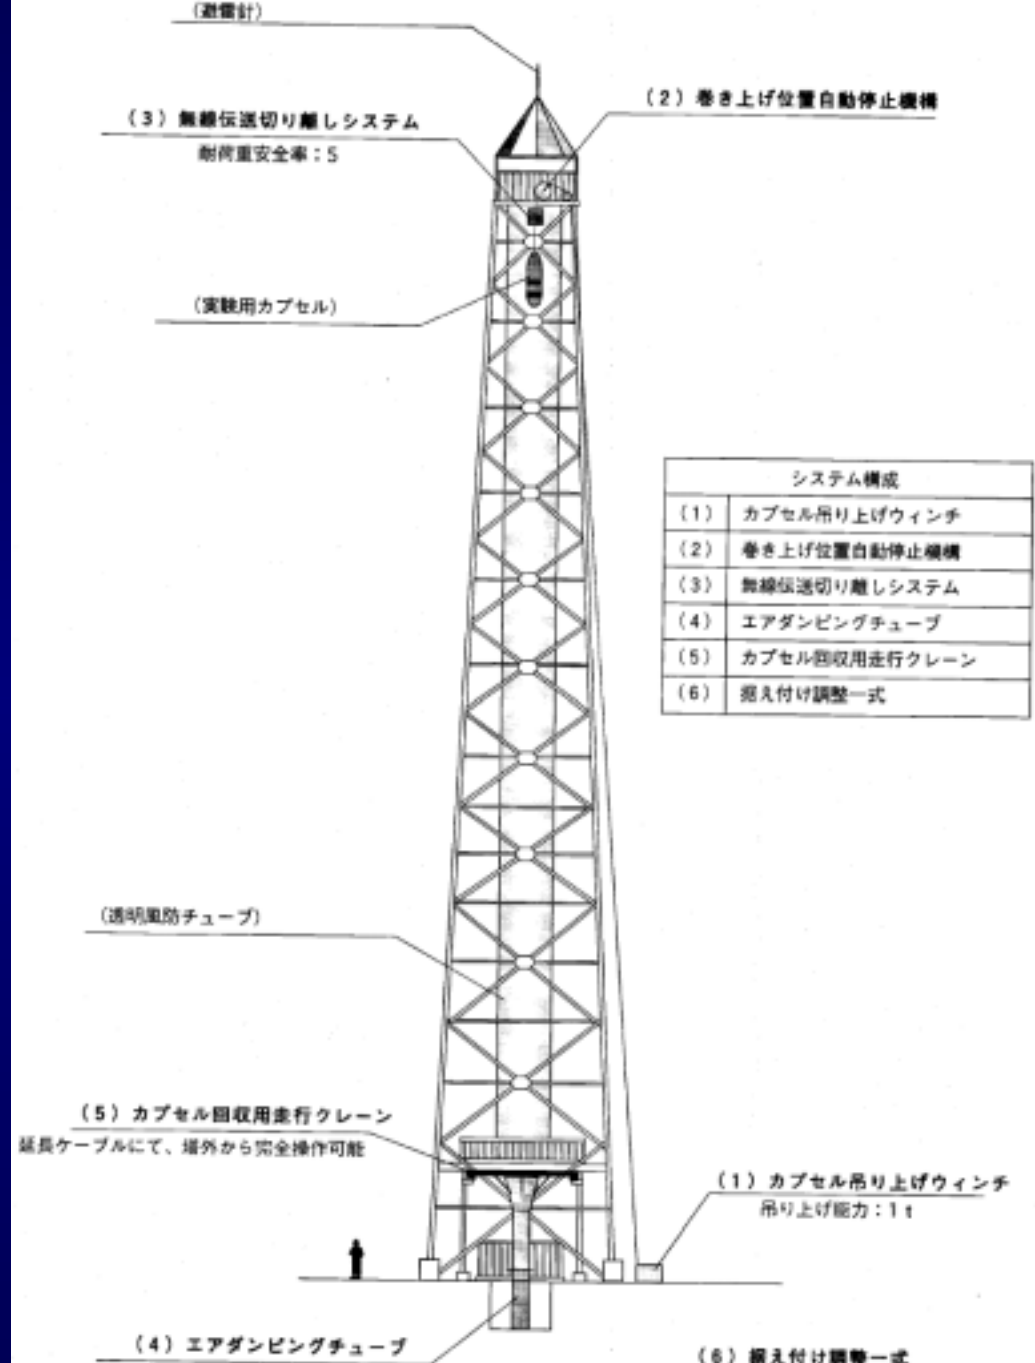 (避雷針)
(2) 巻き上げ位置自動停止機構
(3) 無線伝送切り離しシステム
耐荷重安全率：5
(実験用カプセル)
システム構成
(1) カプセル吊り上げウィンチ
(2) 巻き上げ位置自動停止機構
(3) 無線伝送切り離しシステム
(4) エアダンピングチューブ
(5) カプセル回収用走行クレーン
(6) 据え付け調整一式
(透明風防チューブ)
(5) カプセル回収用走行クレーン
延長ケーブルにて、塔外から完全操作可能
(1) カプセル吊り上げウィンチ
吊り上げ能力：1t
(4) エアダンピングチューブ
(6) 据え付け調整一式